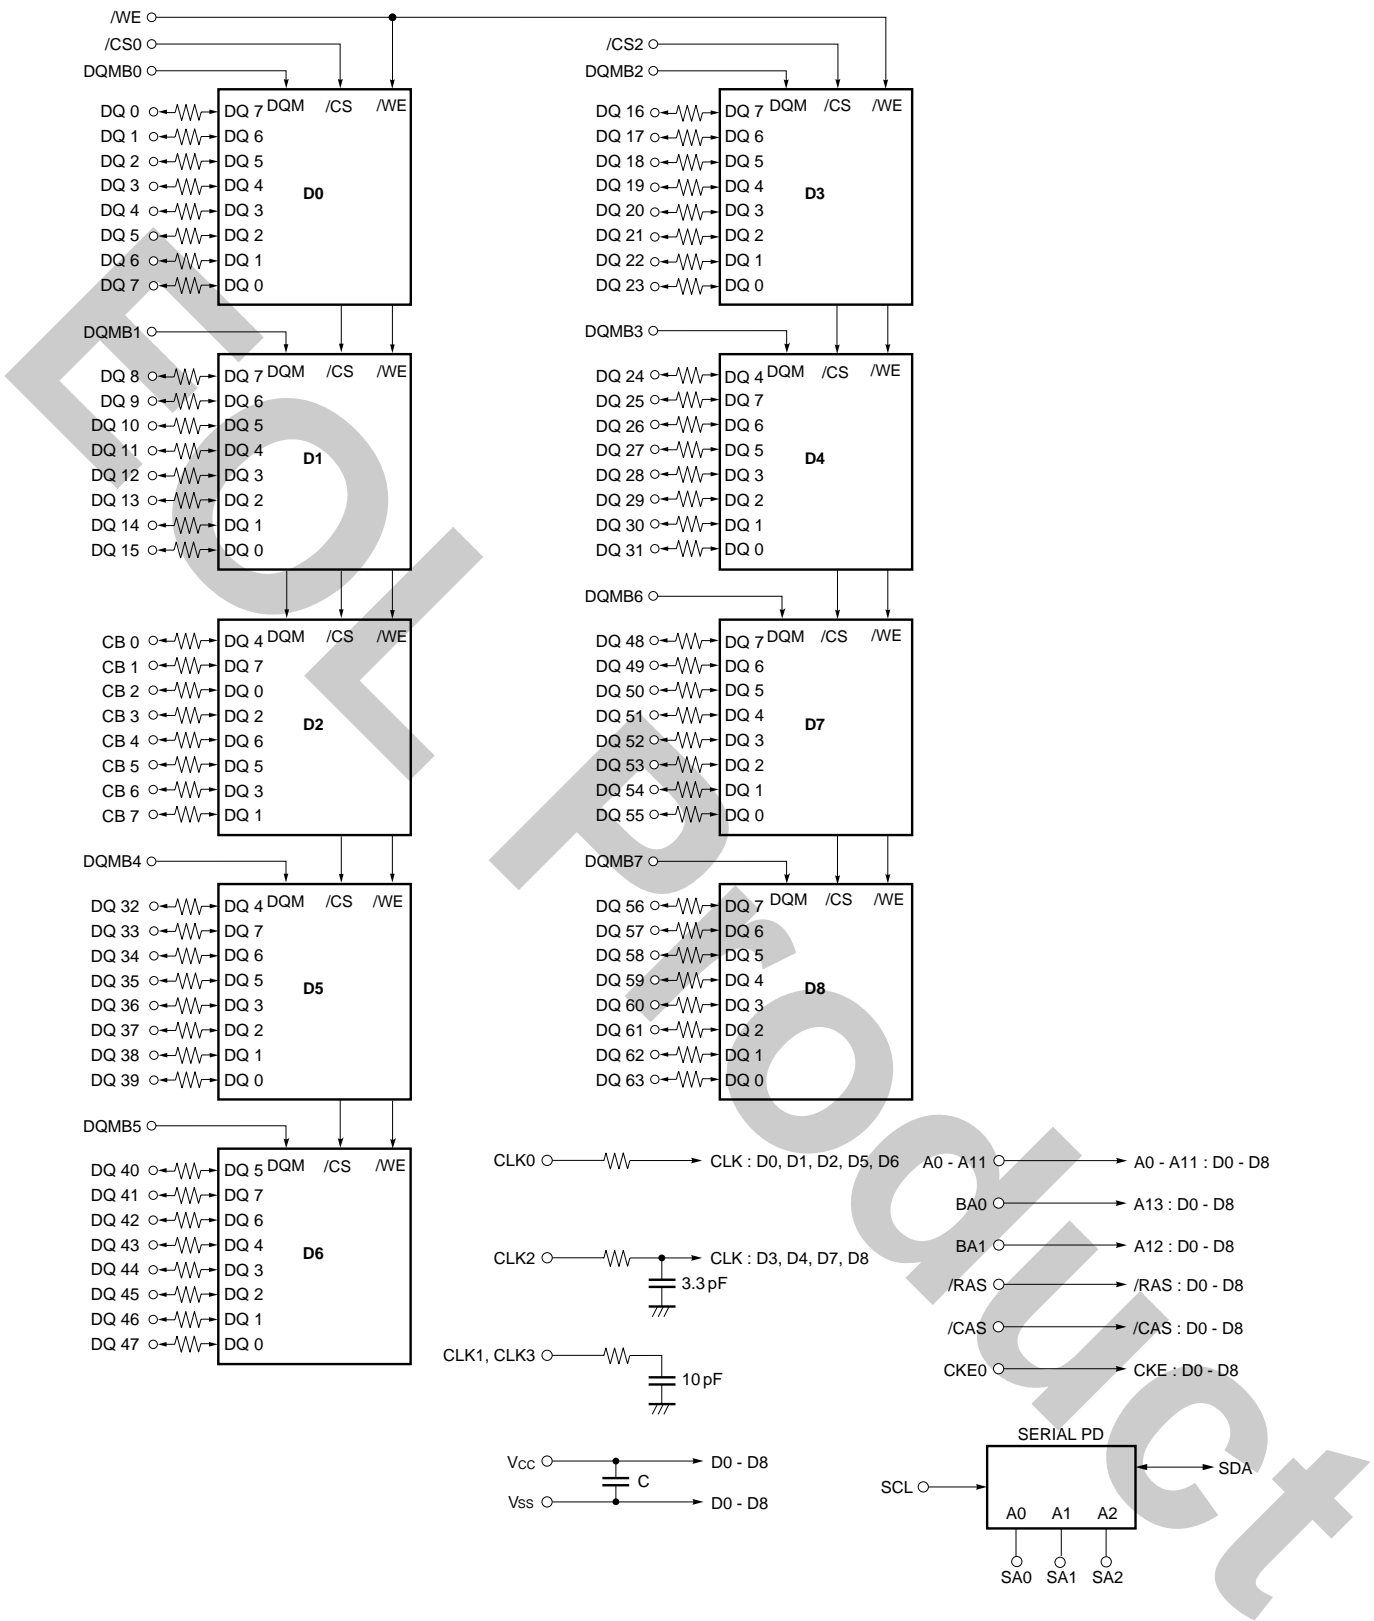 /WE
/CS0
DQMB0
DQM /CS /WE
DQ 0 DQ 7
DQ 1 DQ 6
DQ 2 DQ 5
DQ 3 DQ 4
D0
DQ 4 DQ 3
DQ 5 DQ 2
DQ 6 DQ 1
DQ 7 DQ 0
DQMB1
DQM /CS /WE
DQ 8 DQ 7
DQ 9 DQ 6
DQ 10 DQ 5
DQ 11 DQ 4
D1
DQ 12 DQ 3
DQ 13 DQ 2
DQ 14 DQ 1
DQ 15 DQ 0
DQM /CS /WE
CB 0 DQ 4
CB 1 DQ 7
CB 2 DQ 0
CB 3 DQ 2
D2
CB 4 DQ 6
CB 5 DQ 5
CB 6 DQ 3
CB 7 DQ 1
DQMB4
DQM /CS /WE
DQ 32 DQ 4
DQ 33 DQ 7
DQ 34 DQ 6
DQ 35 DQ 5
D5
DQ 36 DQ 3
DQ 37 DQ 2
DQ 38 DQ 1
DQ 39 DQ 0
DQMB5
DQM /CS /WE
DQ 40 DQ 5
DQ 41 DQ 7
DQ 42 DQ 6
DQ 43 DQ 4
D6
DQ 44 DQ 3
DQ 45 DQ 2
DQ 46 DQ 1
DQ 47 DQ 0
/CS2
DQMB2
DQM /CS /WE
DQ 16 DQ 7
DQ 17 DQ 6
DQ 18 DQ 5
DQ 19 DQ 4
D3
DQ 20 DQ 3
DQ 21 DQ 2
DQ 22 DQ 1
DQ 23 DQ 0
DQMB3
DQM /CS /WE
DQ 24 DQ 4
DQ 25 DQ 7
DQ 26 DQ 6
DQ 27 DQ 5
D4
DQ 28 DQ 3
DQ 29 DQ 2
DQ 30 DQ 1
DQ 31 DQ 0
DQMB6
DQM /CS /WE
DQ 48 DQ 7
DQ 49 DQ 6
DQ 50 DQ 5
DQ 51 DQ 4
D7
DQ 52 DQ 3
DQ 53 DQ 2
DQ 54 DQ 1
DQ 55 DQ 0
DQMB7
DQM /CS /WE
DQ 56 DQ 7
DQ 57 DQ 6
DQ 58 DQ 5
DQ 59 DQ 4
D8
DQ 60 DQ 3
DQ 61 DQ 2
DQ 62 DQ 1
DQ 63 DQ 0
CLK0 CLK : D0, D1, D2, D5, D6
CLK2 CLK : D3, D4, D7, D8
3.3 pF
CLK1, CLK3
10 pF
Vcc D0 - D8
C
Vss D0 - D8
A0 - A11 A0 - A11 : D0 - D8
BA0 A13 : D0 - D8
BA1 A12 : D0 - D8
/RAS /RAS : D0 - D8
/CAS /CAS : D0 - D8
CKE0 CKE : D0 - D8
SERIAL PD
SCL SDA
A0 A1 A2
SA0 SA1 SA2
EOL Product